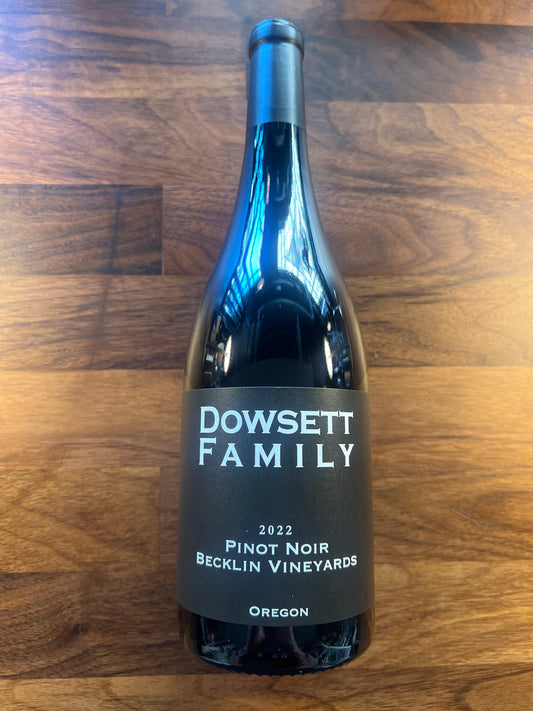 DOWSETT
FAMILY
2022
PINOT NOIR
BECKLIN VINEYARDS
OREGON